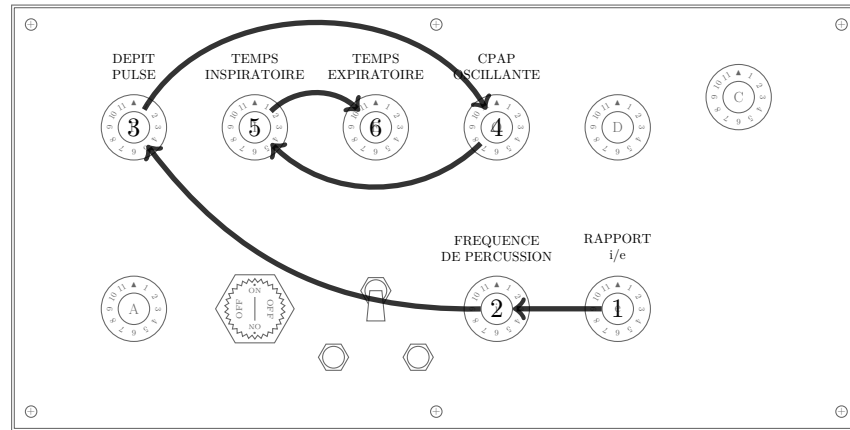 DEPIT
PULSE
TEMPS
INSPIRATOIRE
TEMPS
EXPIRATOIRE
CPAP
OSCILLANTE
3
5
6
4
D
C
FREQUENCE
DE PERCUSSION
RAPPORT
i/e
A
ON
OFF
OFF
ON
2
1